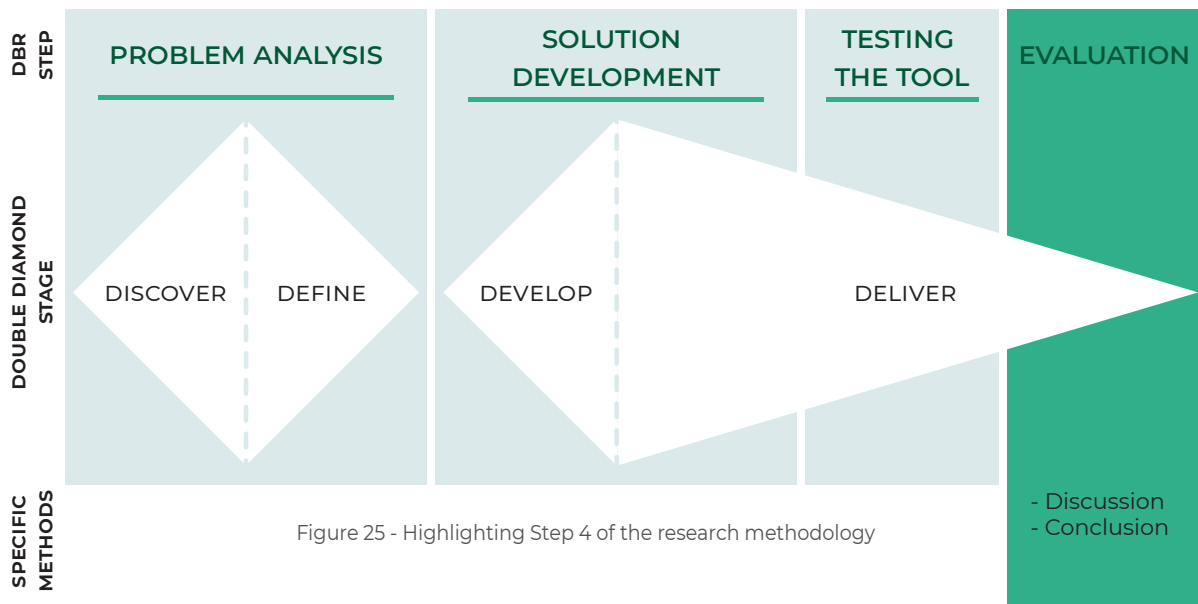 DBR
STEP
PROBLEM ANALYSIS
SOLUTION
DEVELOPMENT
TESTING
THE TOOL
EVALUATION
DOUBLE DIAMOND
STAGE
DISCOVER
DEFINE
DEVELOP
DELIVER
SPECIFIC
METHODS
- Discussion
- Conclusion
Figure 25 - Highlighting Step 4 of the research methodology